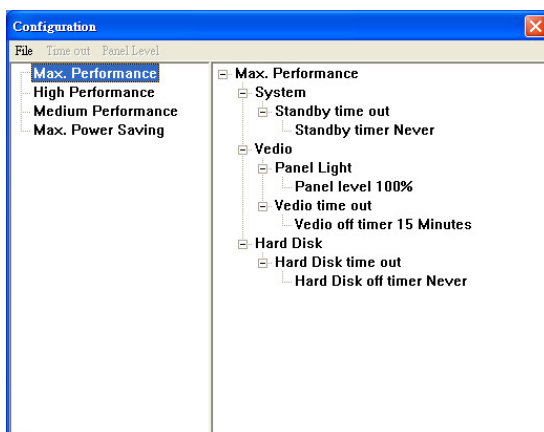 Configuration
File Time out Panel Level
Max. Performance
High Performance
Medium Performance
Max. Power Saving
Max. Performance
System
Standby time out
Standby timer Never
Vedio
Panel Light
Panel level 100%
Vedio time out
Vedio off timer 15 Minutes
Hard Disk
Hard Disk time out
Hard Disk off timer Never